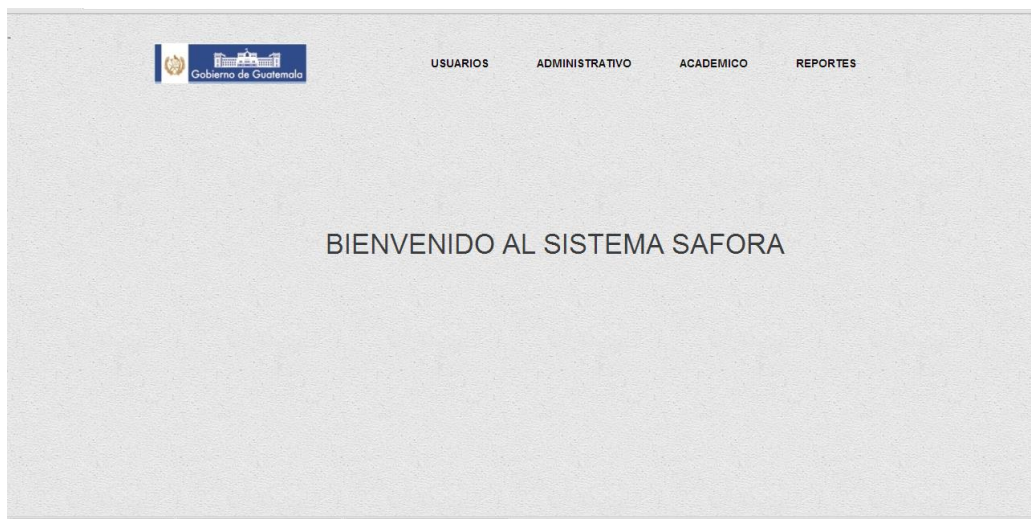 Gobierno de Guatemala
USUARIOS ADMINISTRATIVO ACADEMICO REPORTES
BIENVENIDO AL SISTEMA SAFORA